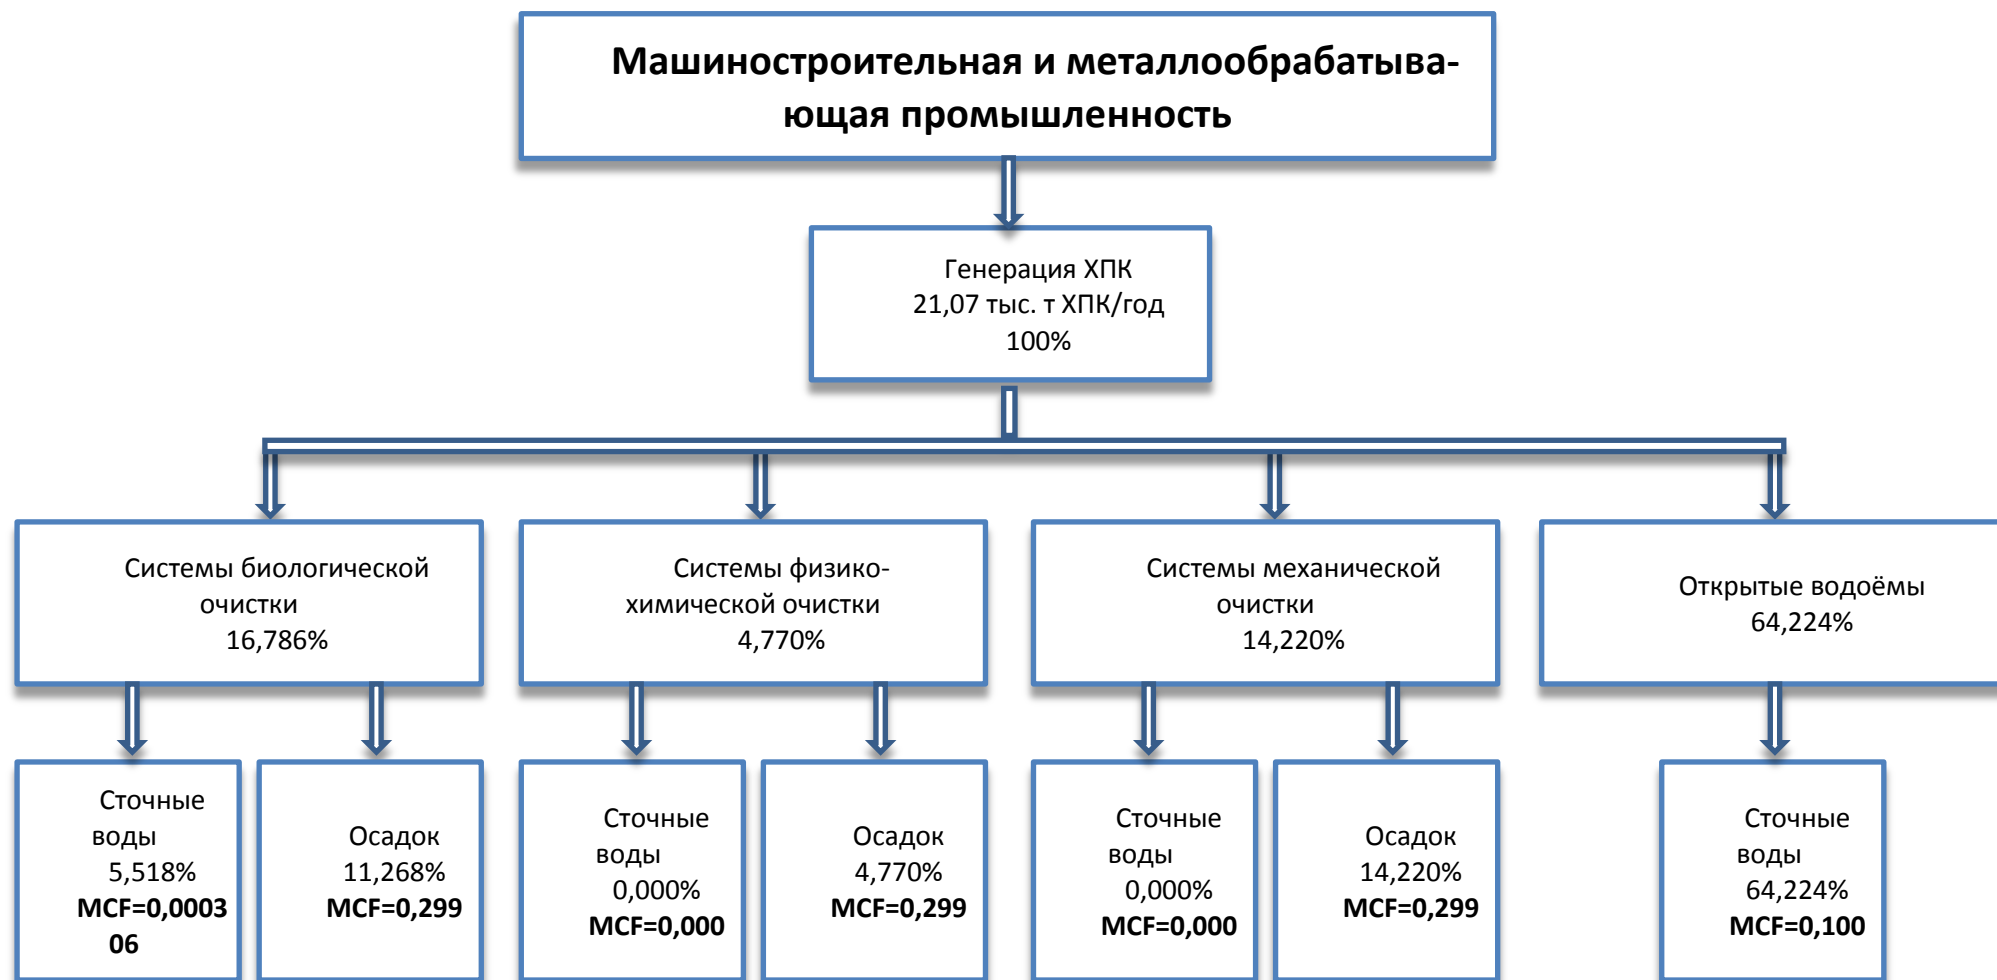 Машиностроительная и металлообрабатыва-
ющая промышленность
Генерация ХПК
21,07 тыс. т ХПК/год
100%
Системы биологической
очистки
16,786%
Системы физико-
химической очистки
4,770%
Системы механической
очистки
14,220%
Открытые водоёмы
64,224%
Сточные
воды
5,518%
MCF=0,0003
06
Осадок
11,268%
MCF=0,299
Сточные
воды
0,000%
MCF=0,000
Осадок
4,770%
MCF=0,299
Сточные
воды
0,000%
MCF=0,000
Осадок
14,220%
MCF=0,299
Сточные
воды
64,224%
MCF=0,100